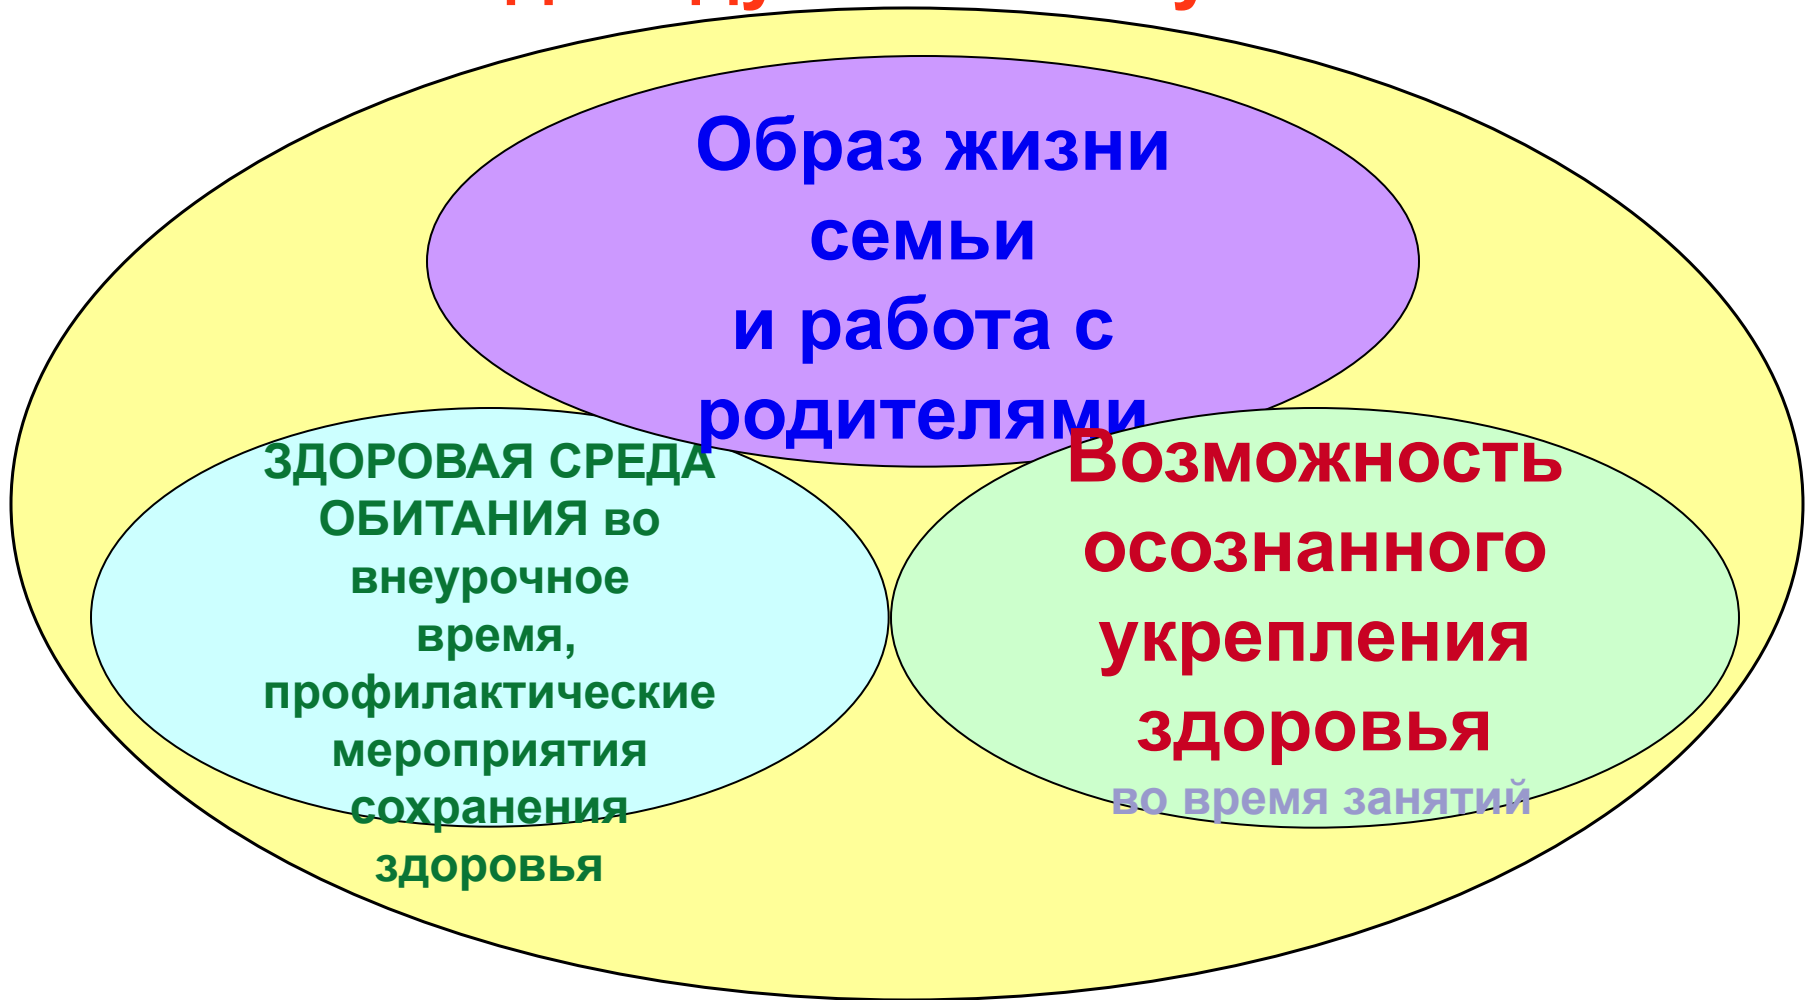 Образ жизни
семьи
и работа с
родителями
ЗДОРОВАЯ СРЕДА
ОБИТАНИЯ во
внеурочное
время,
профилактические
мероприятия
сохранения
здоровья
Возможность
осознанного
укрепления
здоровья
во время занятий